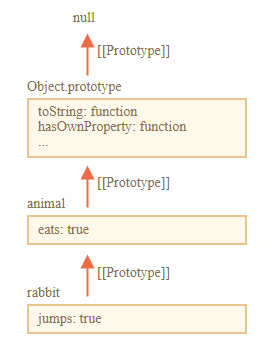 null
[[Prototype]]
Object.prototype
toString: function
hasOwnProperty: function
...
[[Prototype]]
animal
eats: true
[[Prototype]]
rabbit
jumps: true